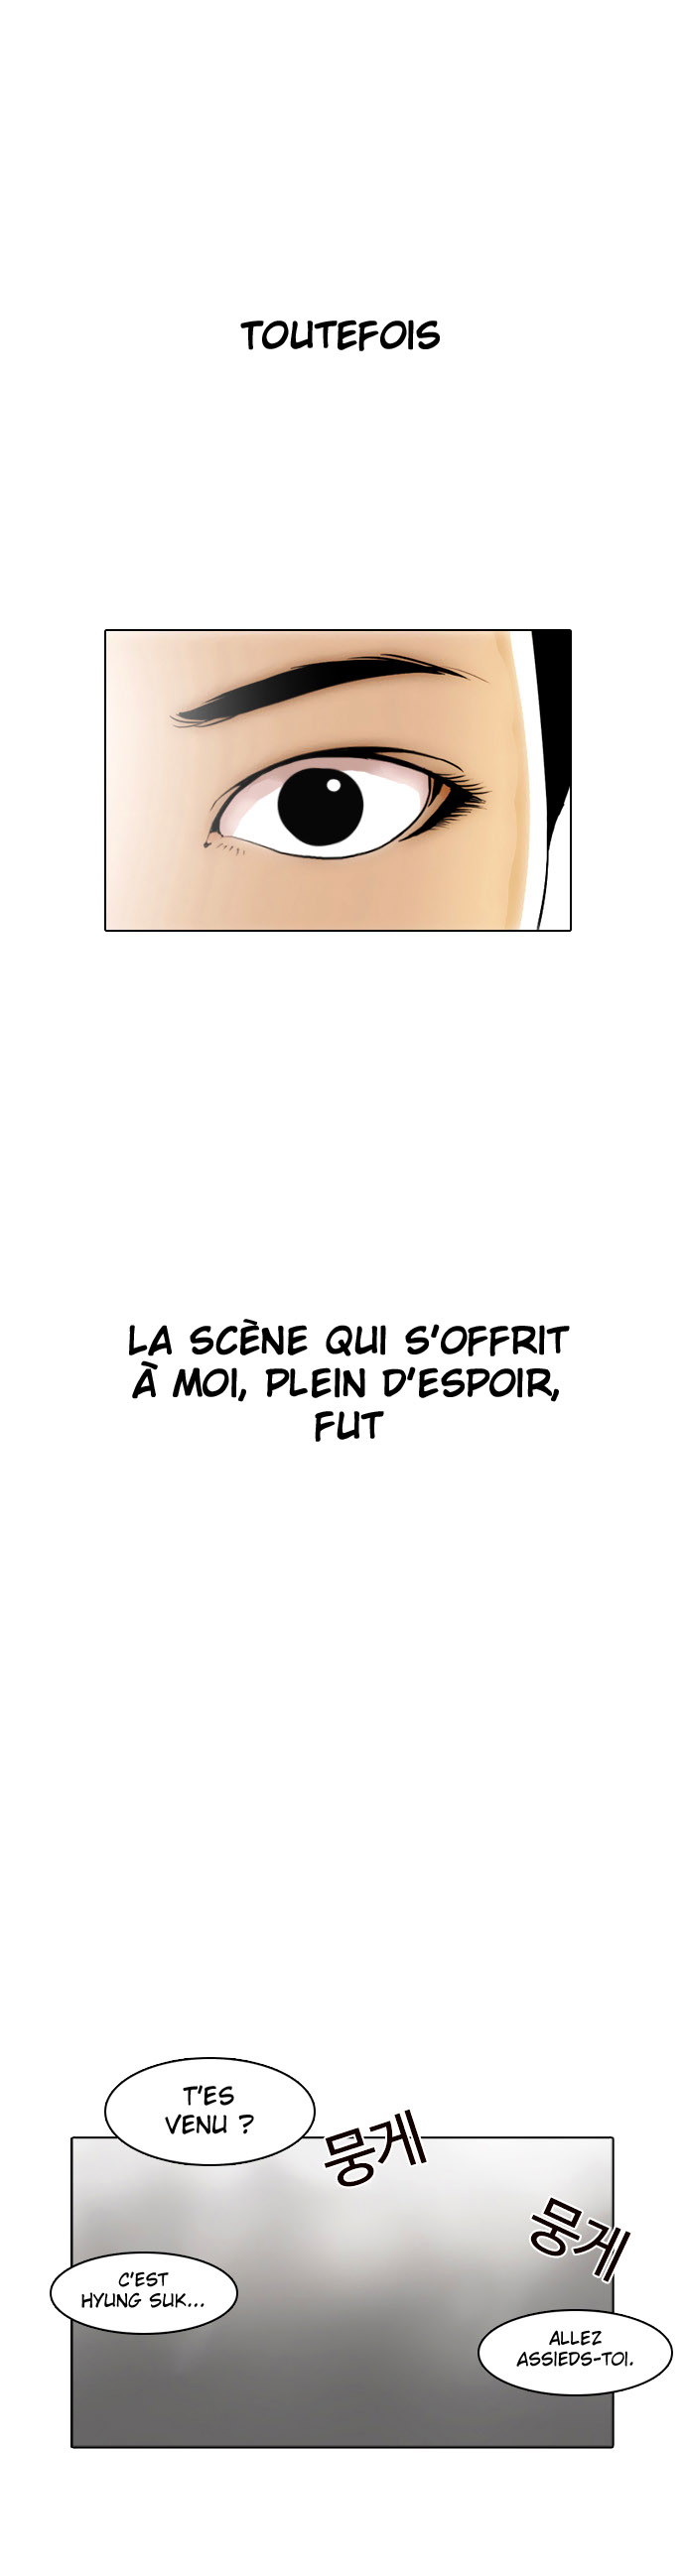 TOUTEFOIS
LA SCÈNE QUI S'OFFRIT
À MOI, PLEIN D'ESPOIR,
FUT
T'ES
VENU ?
뭉게
뭉게
C'EST
HYUNG SUK...
ALLEZ
ASSIEDS-TOI.